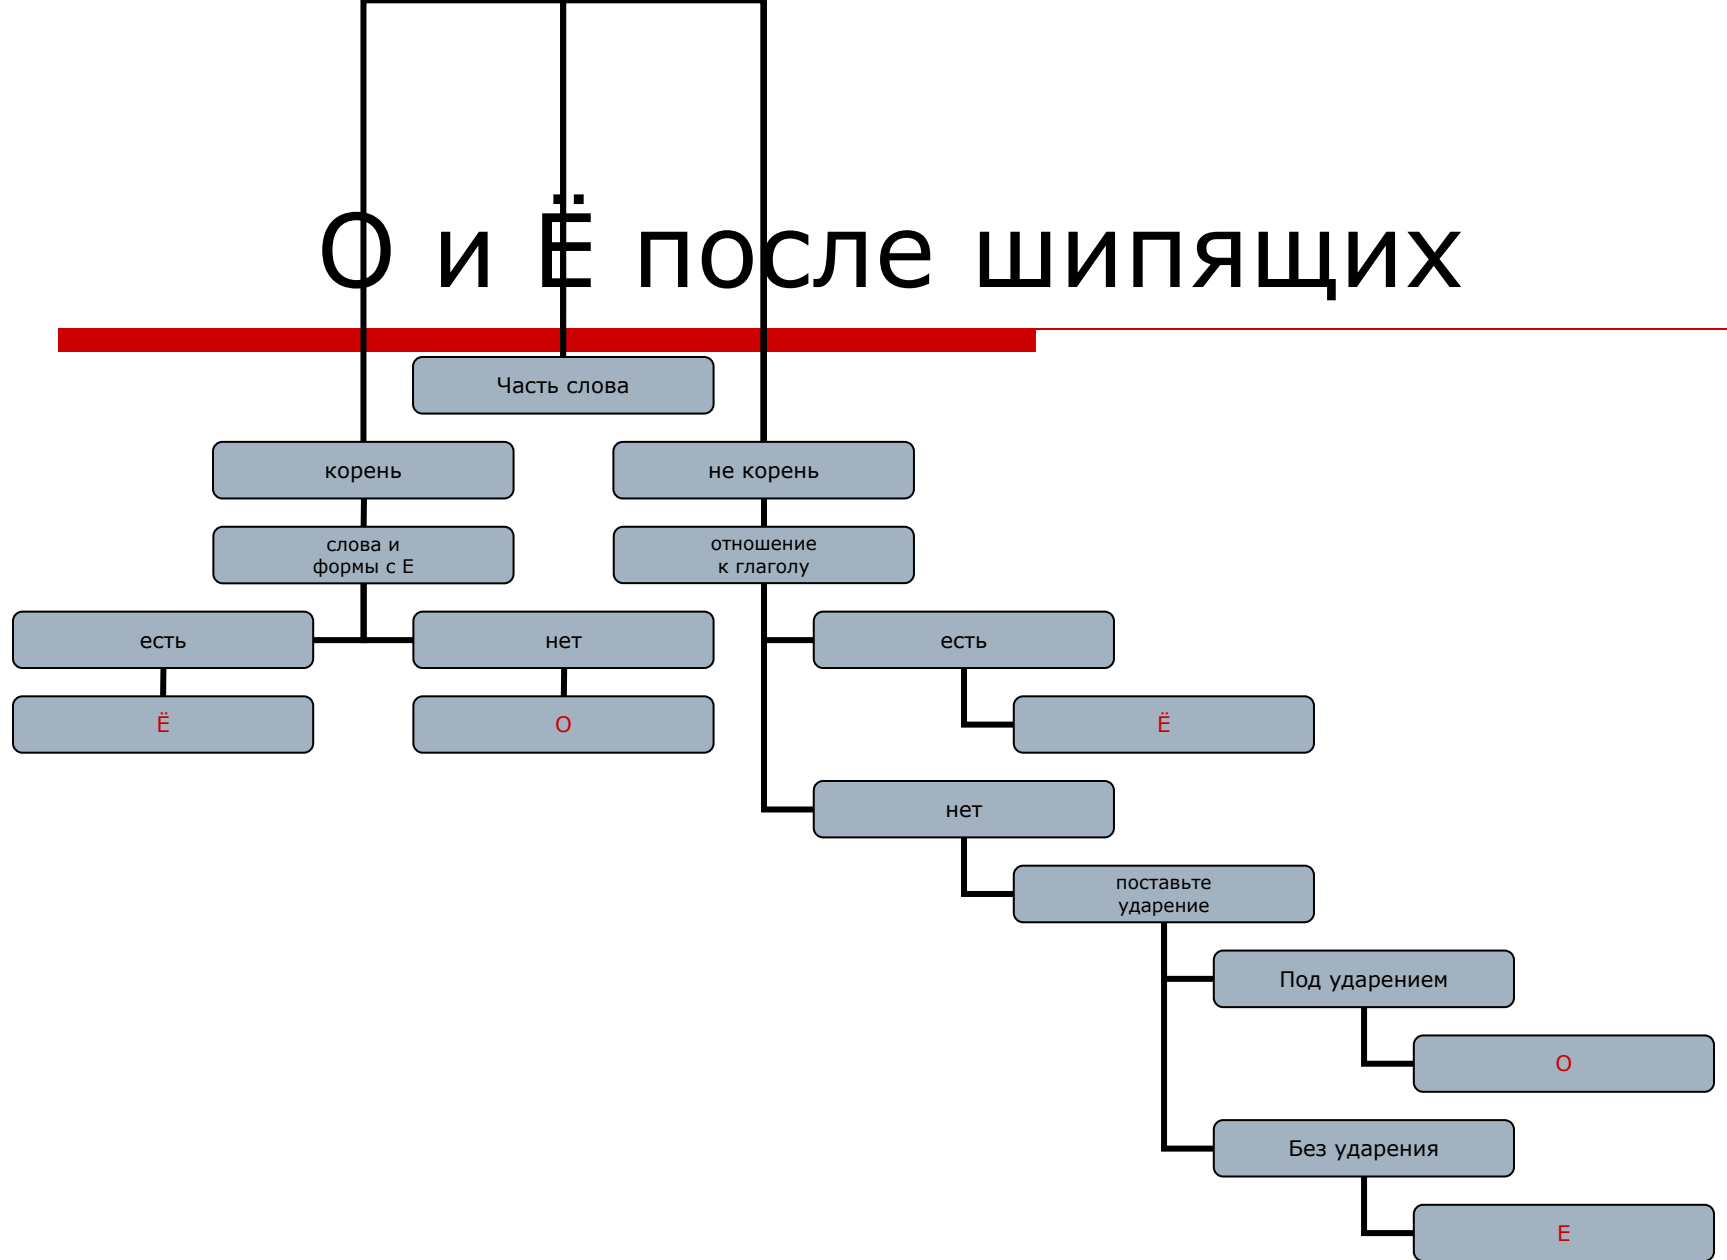 О и Ё после шипящих
Часть слова
корень
не корень
слова и
формы с Е
отношение
к глаголу
есть
нет
есть
Ё
О
Ё
нет
поставьте
ударение
Под ударением
О
Без ударения
Е